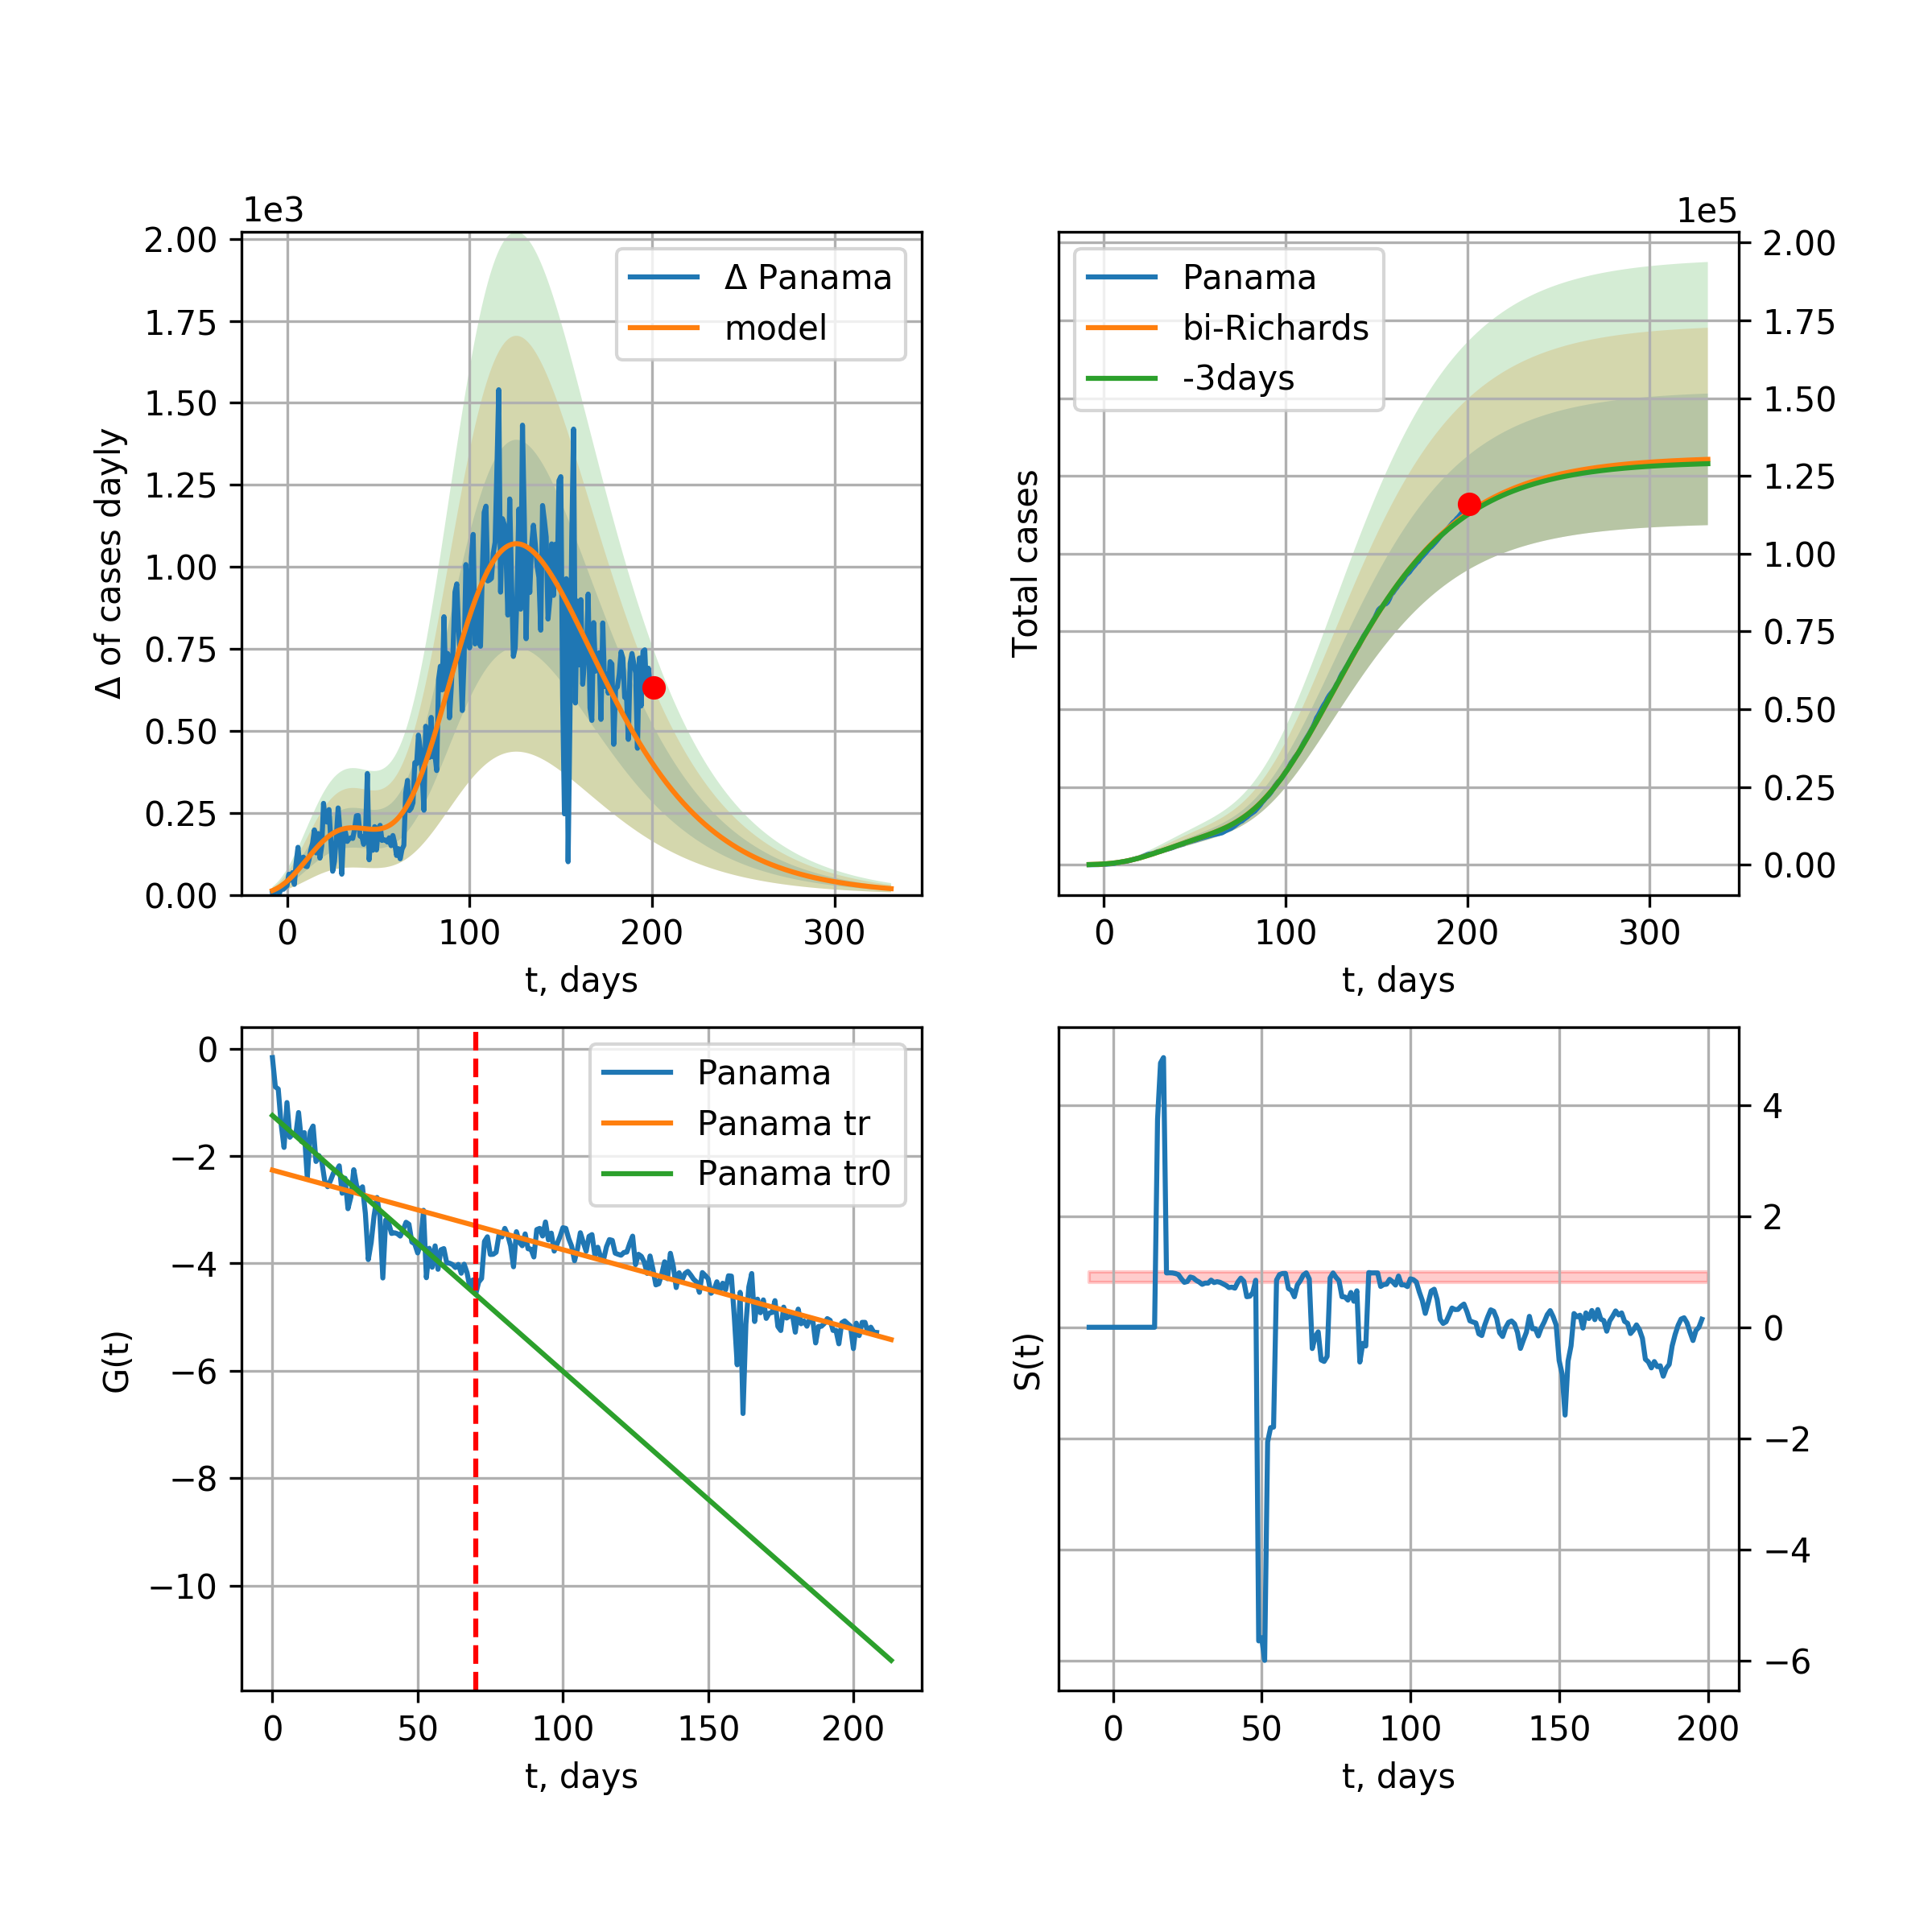 1e3
2.00
1.75
1.50
1.25
1.00
0.75
0.50
0.25
0.00
Δ of cases dayly
Δ Panama
model
0 100 200 300
t, days
1e5
2.00
1.75
1.50
1.25
1.00
0.75
0.50
0.25
0.00
Total cases
Panama
bi-Richards
-3days
0 100 200 300
t, days
0
−2
−4
−6
−8
−10
G(t)
Panama
Panama tr
Panama tr0
0 50 100 150 200
t, days
4
2
0
−2
−4
−6
S(t)
0 50 100 150 200
t, days